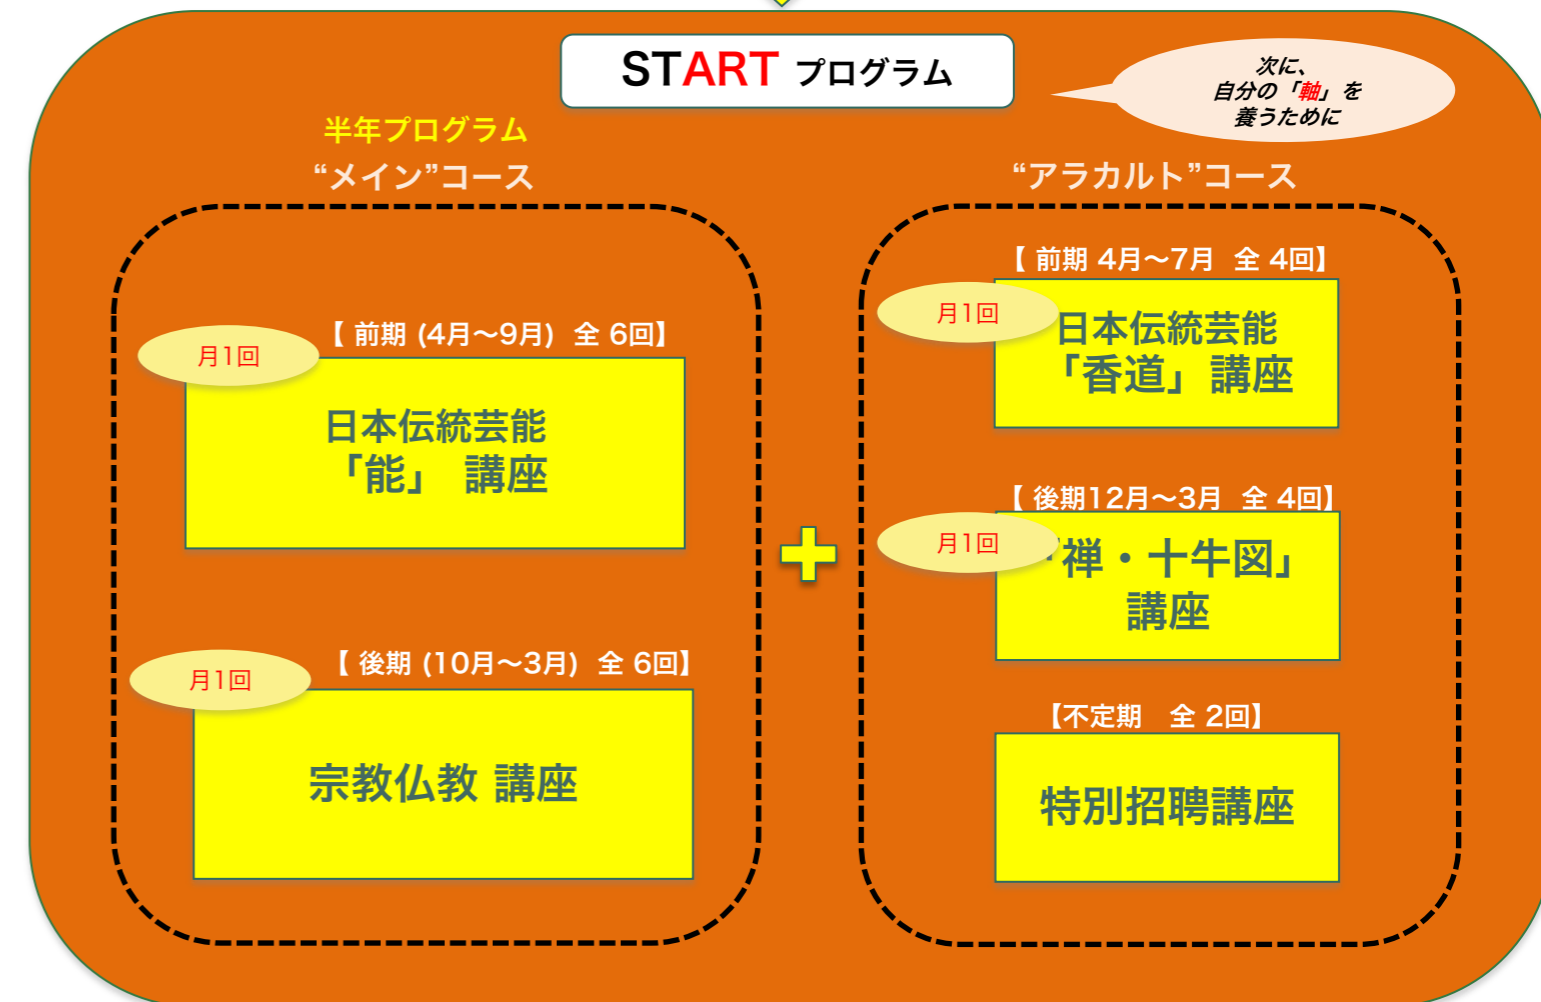 START プログラム
次に、
自分の「軸」を
養うために
半年プログラム
“メイン”コース
【 前期 (4月～9月) 全 6回】
月1回
日本伝統芸能
「能」 講座
【 後期 (10月～3月) 全 6回】
月1回
宗教仏教 講座
“アラカルト”コース
【 前期 4月～7月 全 4回】
月1回
日本伝統芸能
「香道」講座
【 後期12月～3月 全 4回】
月1回
「禅・十牛図」
講座
【不定期　全 2回】
特別招聘講座